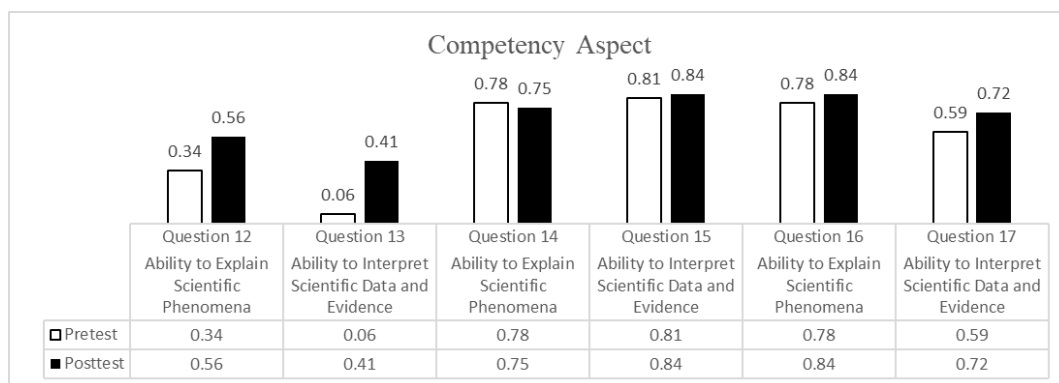 Competency Aspect
0.34
0.56
0.06
0.41
0.78
0.75
0.81
0.84
0.78
0.84
0.59
0.72
Question 12
Ability to Explain
Scientific
Phenomena
Question 13
Ability to Interpret
Scientific Data and
Evidence
Question 14
Ability to Explain
Scientific
Phenomena
Question 15
Ability to Interpret
Scientific Data and
Evidence
Question 16
Ability to Explain
Scientific
Phenomena
Question 17
Ability to Interpret
Scientific Data and
Evidence
Pretest 0.34 0.06 0.78 0.81 0.78 0.59
Posttest 0.56 0.41 0.75 0.84 0.84 0.72